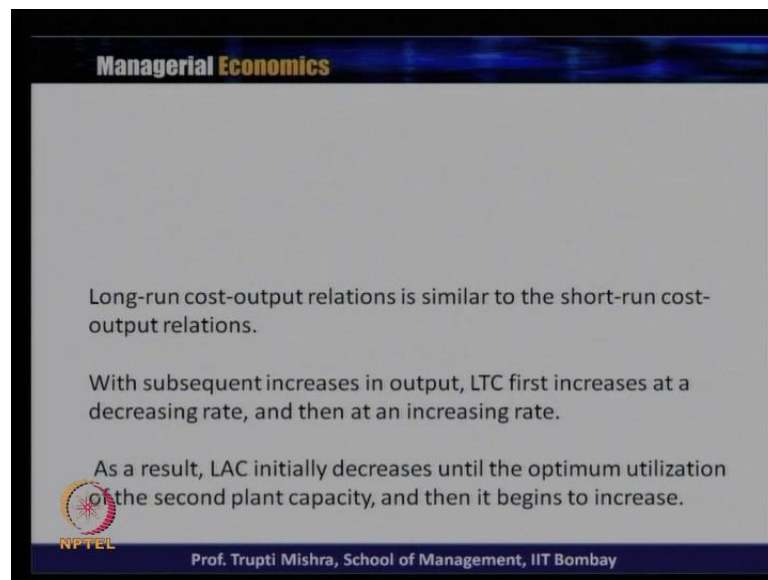 Managerial Economics
Long-run cost-output relations is similar to the short-run cost-
output relations.
With subsequent increases in output, LTC first increases at a
decreasing rate, and then at an increasing rate.
As a result, LAC initially decreases until the optimum utilization
of the second plant capacity, and then it begins to increase.
NPTEL
Prof. Trupti Mishra, School of Management, IIT Bombay